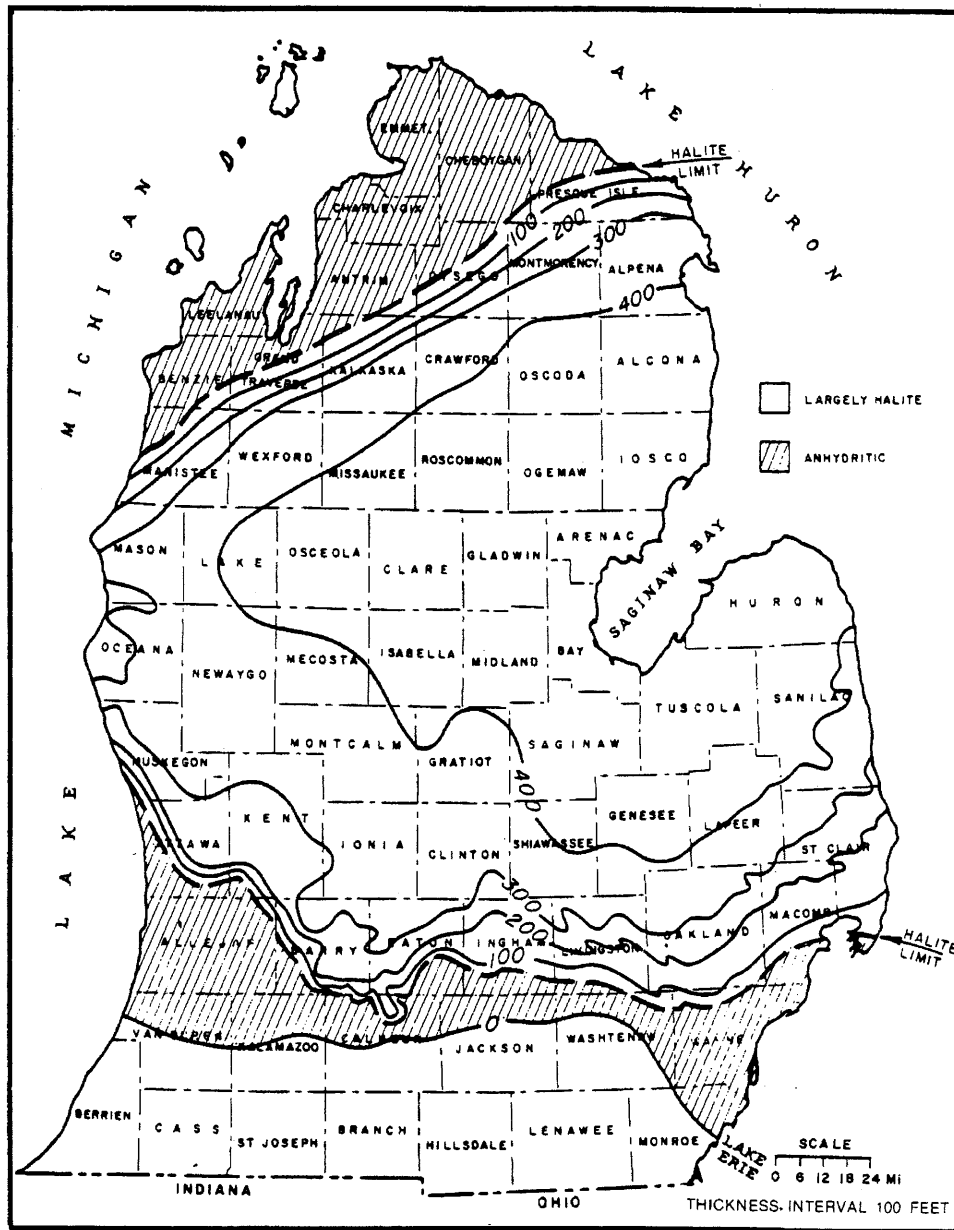 LAKE HURON
LAKE MICHIGAN
EMMET.
CHEBOYGAN
HALITE
LIMIT
PRESQUE ISLE
CHARLEVOIX
100
200
300
MONTMORENCY
ALPENA
ANTRIM
OTSEGO
400
LEELANAU
GRAND
TRAVERSE
BENZIE
KALKASKA
CRAWFORD
OSCODA
ALCONA
LARGELY HALITE
ANHYDRITIC
MANISTEE
WEXFORD
MISSAUKEE
ROSCOMMON
OGEMAW
IOSCO
MASON
LAKE
OSCEOLA
CLARE
GLADWIN
ARENAC
SAGINAW BAY
HURON
OCEANA
NEWAYGO
MECOSTA
ISABELLA
MIDLAND
BAY
TUSCOLA
SANILAC
MONTCALM
GRATIOT
SAGINAW
MUSKEGON
400
KENT
OTTAWA
IONIA
CLINTON
SHIAWASSEE
GENESEE
LAPEER
ST CLAIR
300
200
100
BARRY
EATON
INGHAM
LIVINGSTON
OAKLAND
MACOMB
HALITE
LIMIT
0
KALAMAZOO
CALHOUN
JACKSON
WASHTENAW
WAYNE
BERRIEN
CASS
ST JOSEPH
BRANCH
HILLSDALE
LENAWEE
MONROE
LAKE
ERIE
SCALE
0 6 12 18 24 Mi
INDIANA
OHIO
THICKNESS. INTERVAL 100 FEET